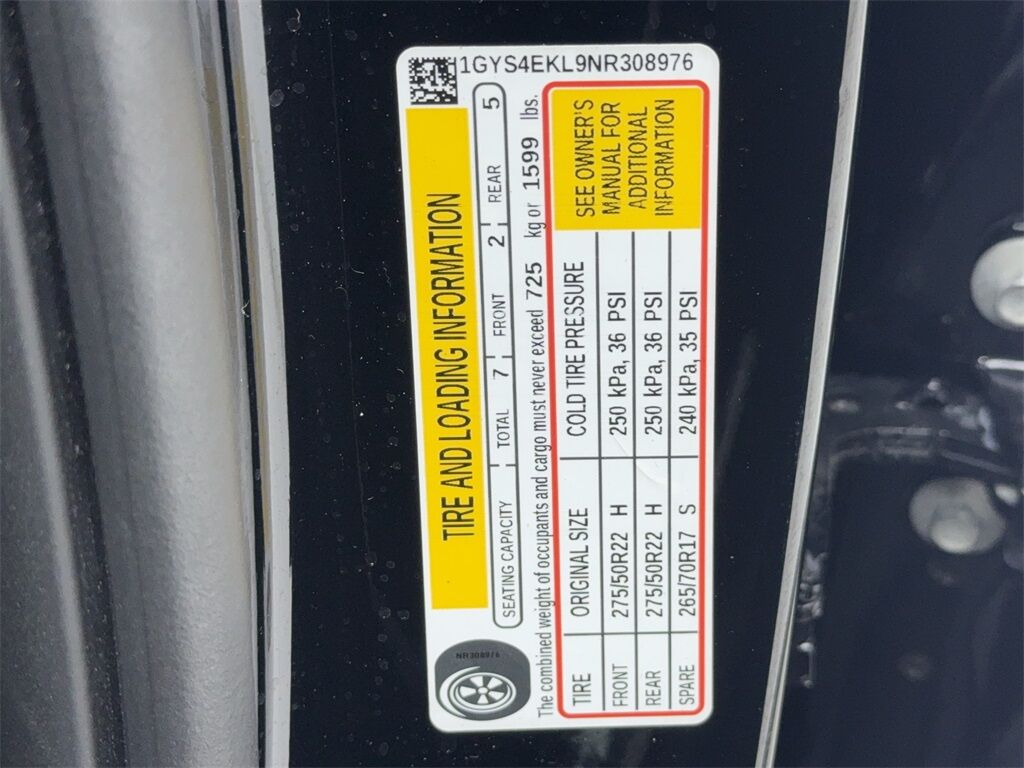 1GYS4EKL9NR308976
TIRE AND LOADING INFORMATION
SEATING CAPACITY TOTAL 7 FRONT 2 REAR 5
The combined weight of occupants and cargo must never exceed 725 kg or 1599 lbs.
TIRE ORIGINAL SIZE COLD TIRE PRESSURE
FRONT 275/50R22 H 250 kPa, 36 PSI
REAR 275/50R22 H 250 kPa, 36 PSI
SPARE 265/70R17 S 240 kPa, 35 PSI
SEE OWNER'S
MANUAL FOR
ADDITIONAL
INFORMATION
NR308976